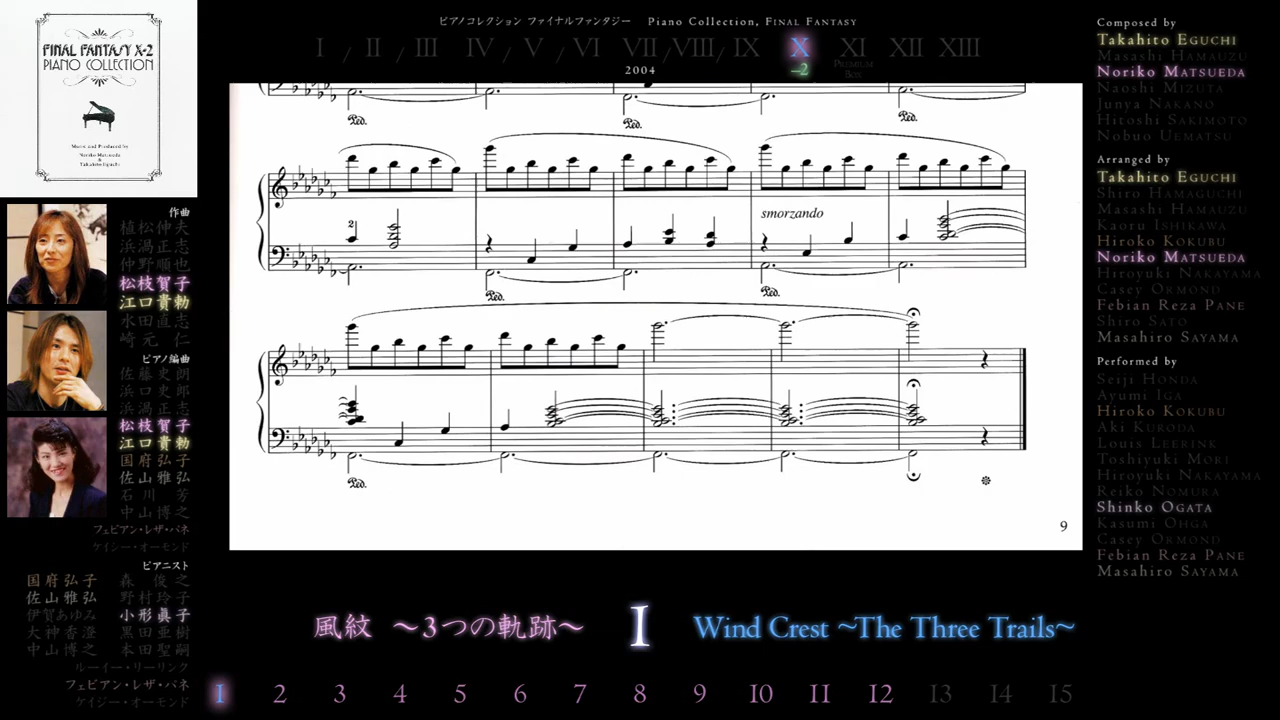 ピアノコレクション ファイナルファンタジー Piano Collection, FINAL FANTASY
I / II / III IV / V / VI VII / VIII / IX X XI XII XIII
–2
PREMIUM
BOX
2004
FINAL FANTASY X-2
PIANO COLLECTION
Music and Produced by
Noriko Matsueda
&
Takahito Eguchi
作曲
植松伸夫
浜渦正志
仲野順也
松枝賀子
江口貴勅
水田直志
崎元 仁
ピアノ編曲
佐藤史朗
浜口史郎
浜渦正志
松枝賀子
江口貴勅
国府弘子
佐山雅弘
石川 芳
中山博之
フェビアン・レザ・パネ
ケイシー・オーモンド
ピアニスト
国府弘子 森 俊之
佐山雅弘 野村玲子
伊賀あゆみ 小形眞子
大神香澄 黒田亜樹
中山博之 本田聖嗣
ルーイー・リーリンク
フェビアン・レザ・パネ
ケイジー・オーモンド
Ped. Ped. Ped.
2
smorzando
Ped. Ped.
Ped.
9
風紋 〜3つの軌跡〜 I Wind Crest ~The Three Trails~
1 2 3 4 5 6 7 8 9 10 11 12 13 14 15
Composed by
Takahito EGUCHI
Masashi HAMAUZU
Noriko MATSUEDA
Naoshi MIZUTA
Junya NAKANO
Hitoshi SAKIMOTO
Nobuo UEMATSU
Arranged by
Takahito EGUCHI
Shiro HAMAGUCHI
Masashi HAMAUZU
Kaoru ISHIKAWA
Hiroko KOKUBU
Noriko MATSUEDA
Hiroyuki NAKAYAMA
Casey ORMOND
Febian Reza PANE
Shiro SATO
Masahiro SAYAMA
Performed by
Seiji HONDA
Ayumi IGA
Hiroko KOKUBU
Aki KURODA
Louis LEERINK
Toshiyuki MORI
Hiroyuki NAKAYAMA
Reiko NOMURA
Shinko OGATA
Kasumi OHGA
Casey ORMOND
Febian Reza PANE
Masahiro SAYAMA